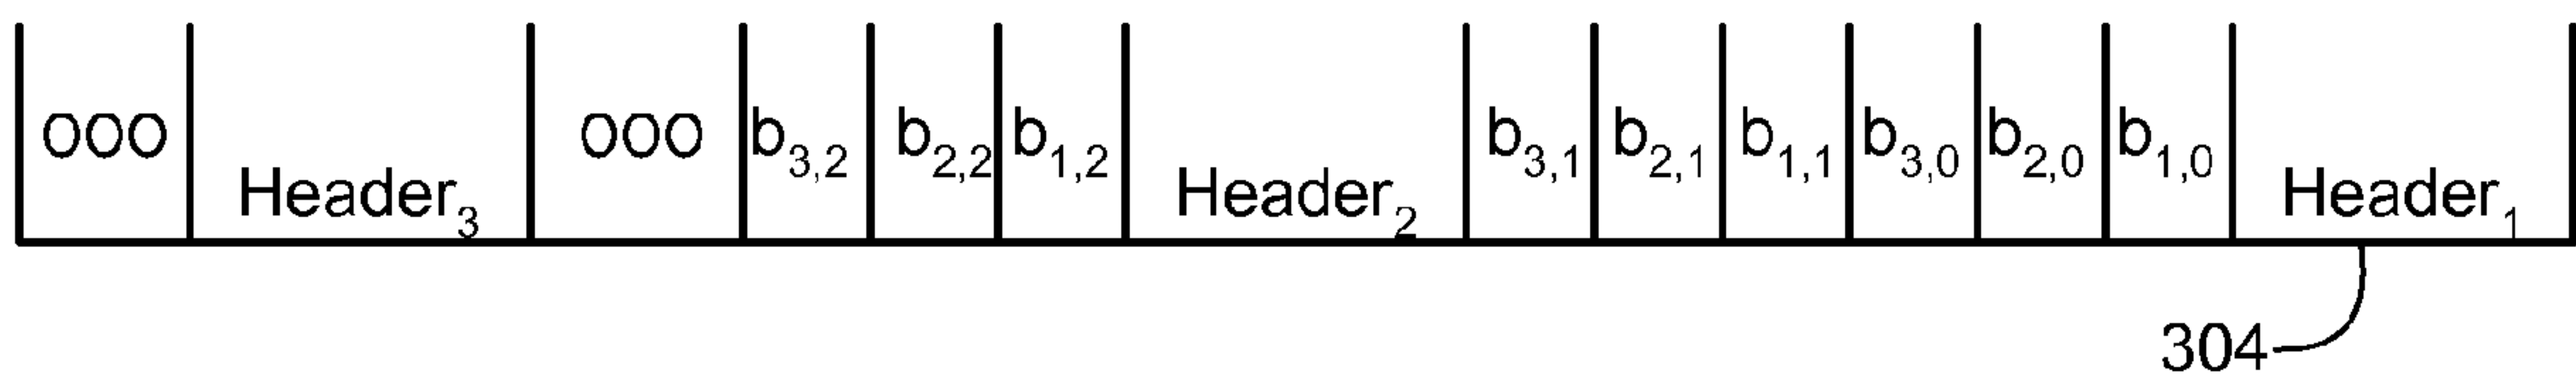 ooo Header₃ ooo b₃,₂ b₂,₂ b₁,₂ Header₂ b₃,₁ b₂,₁ b₁,₁ b₃,₀ b₂,₀ b₁,₀ Header₁
304